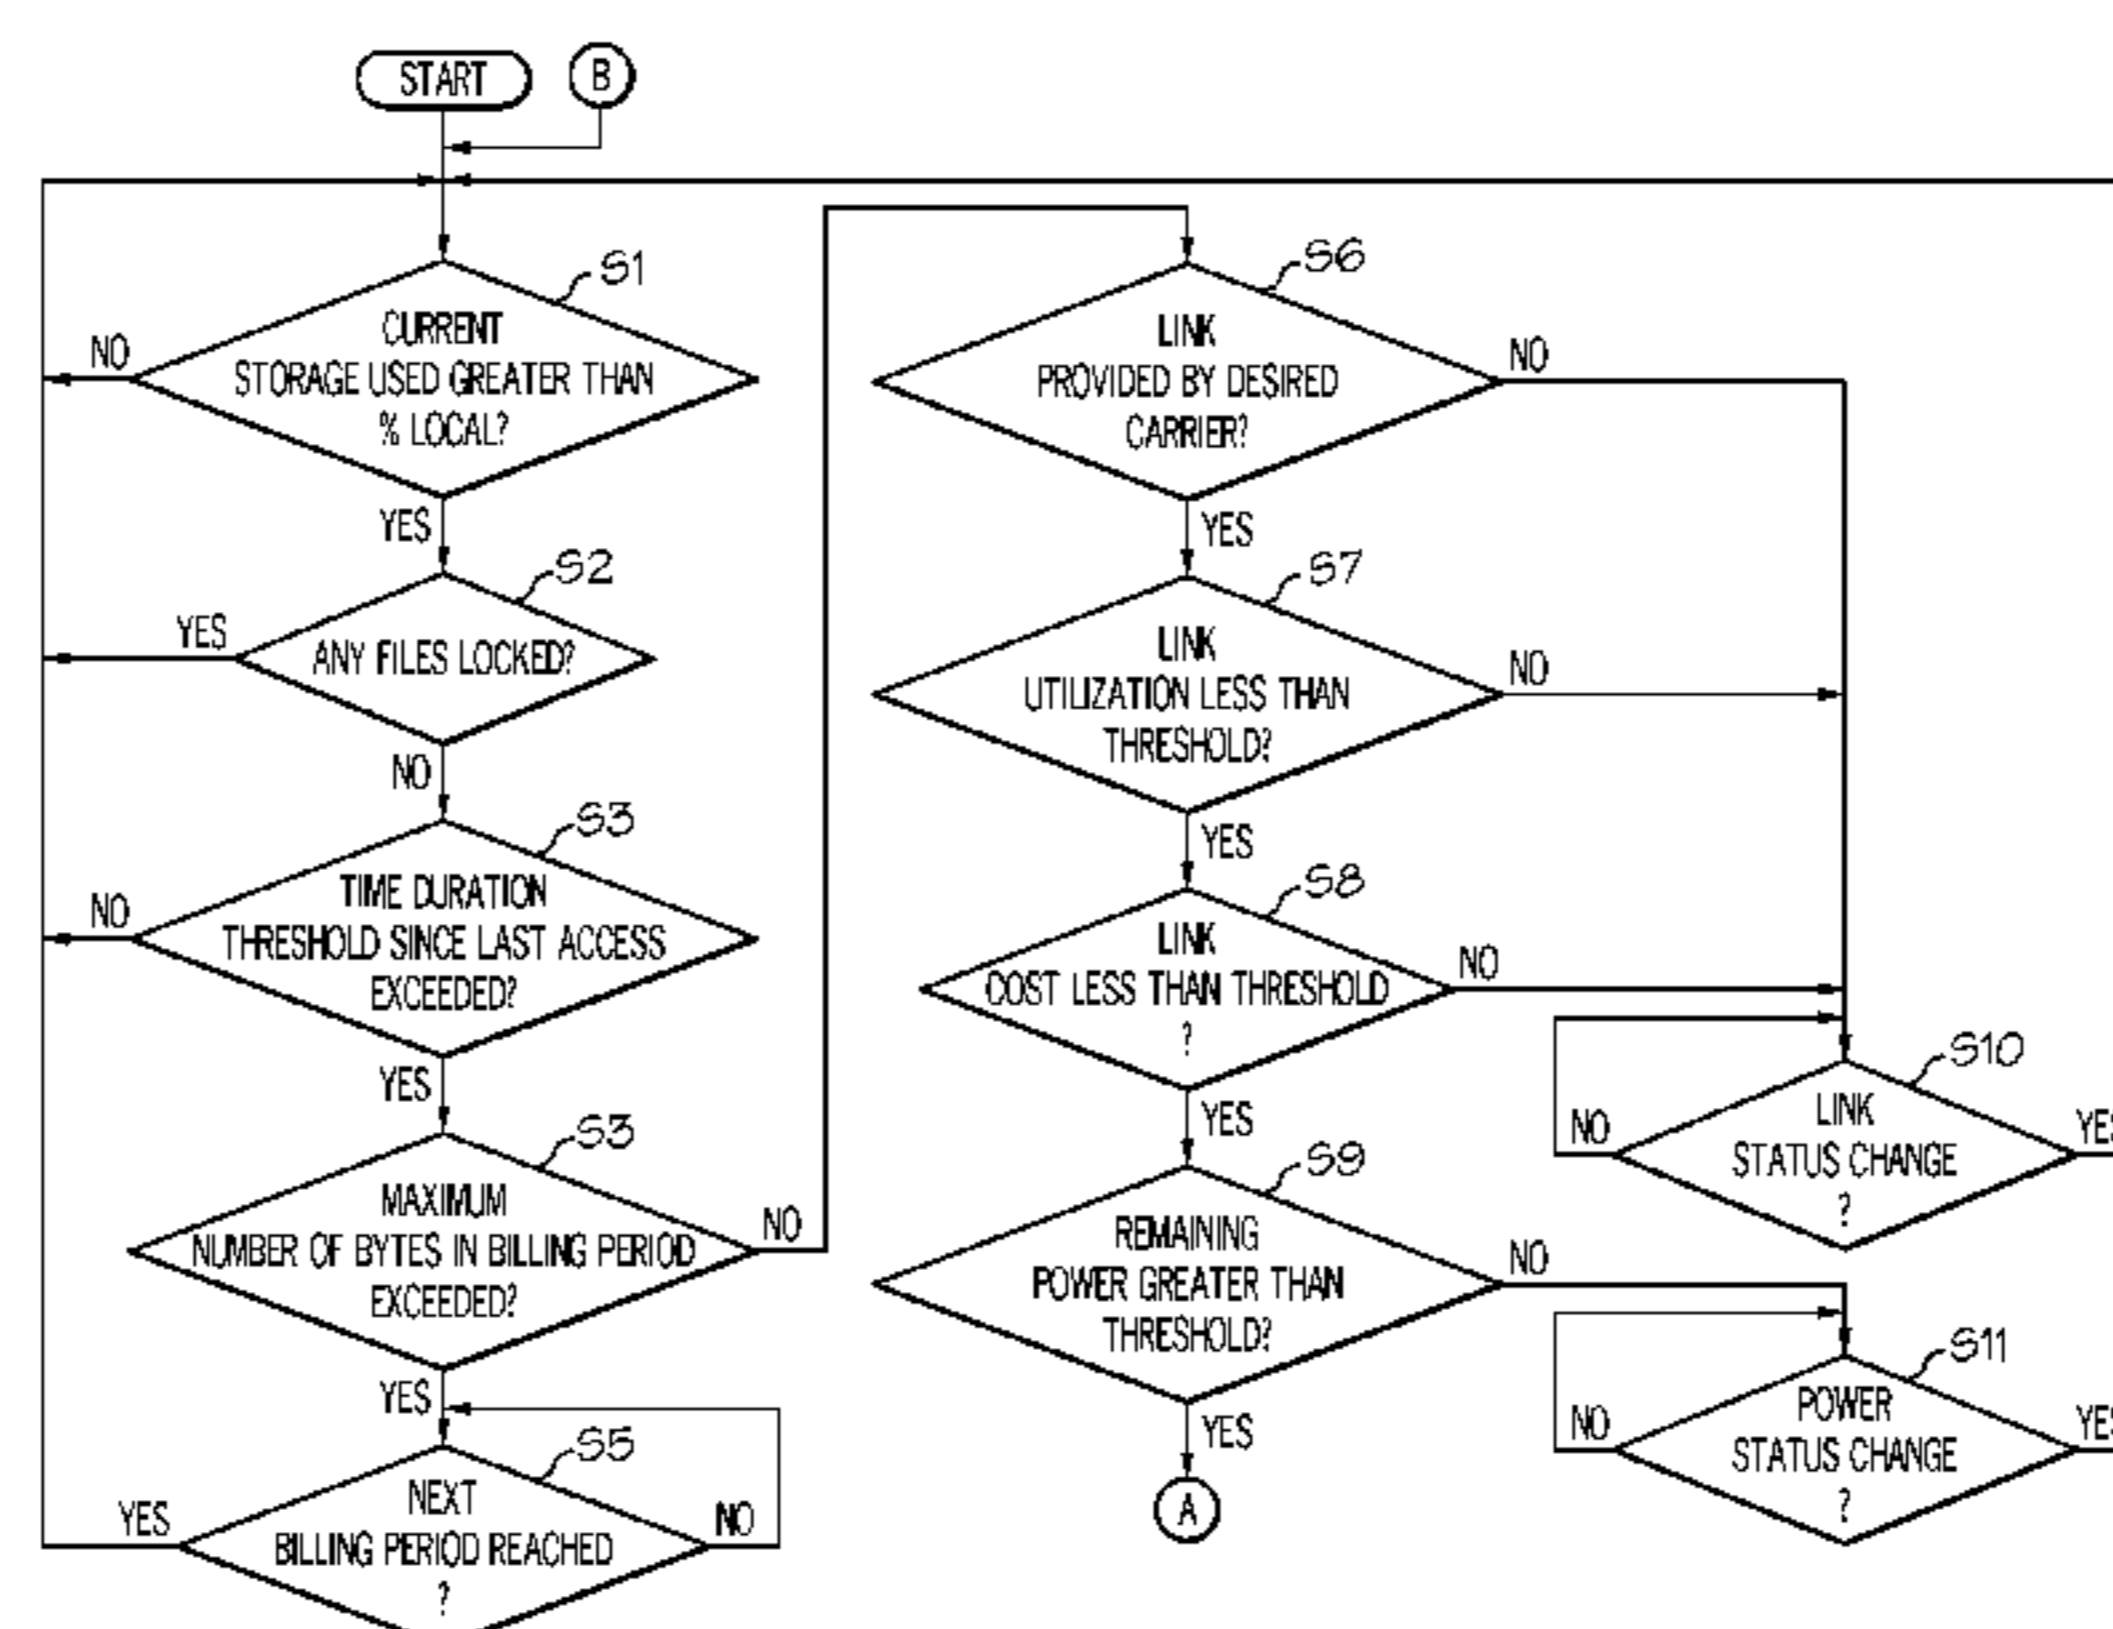 START
B
S1
CURRENT
STORAGE USED GREATER THAN
% LOCAL?
NO
YES
S2
ANY FILES LOCKED?
YES
NO
S3
TIME DURATION
THRESHOLD SINCE LAST ACCESS
EXCEEDED?
NO
YES
S3
MAXIMUM
NUMBER OF BYTES IN BILLING PERIOD
EXCEEDED?
NO
YES
S5
NEXT
BILLING PERIOD REACHED
?
YES
NO
S6
LINK
PROVIDED BY DESIRED
CARRIER?
NO
YES
S7
LINK
UTILIZATION LESS THAN
THRESHOLD?
NO
YES
S8
LINK
COST LESS THAN THRESHOLD
?
NO
YES
S9
REMAINING
POWER GREATER THAN
THRESHOLD?
NO
YES
A
S10
LINK
STATUS CHANGE
?
NO
YES
S11
POWER
STATUS CHANGE
?
NO
YES